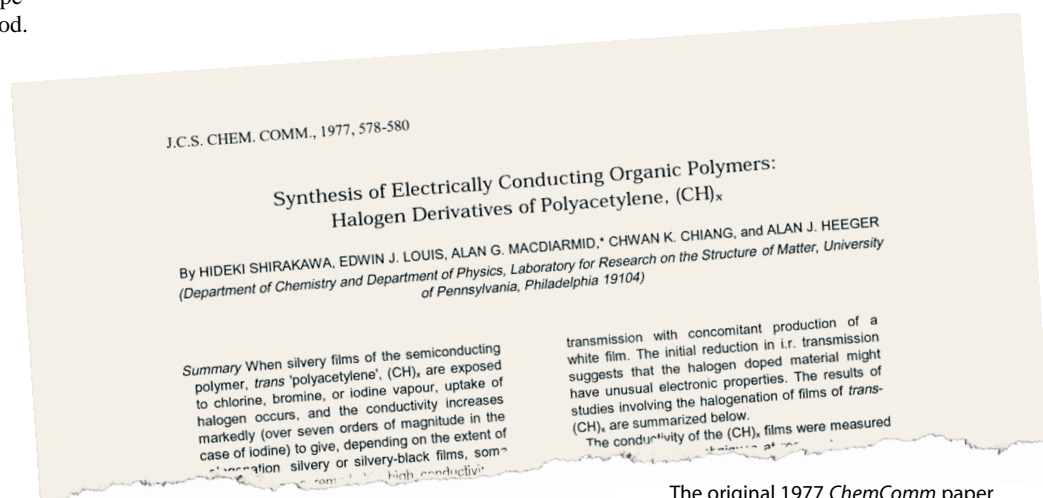 od.
J.C.S. CHEM. COMM., 1977, 578-580
Synthesis of Electrically Conducting Organic Polymers:
Halogen Derivatives of Polyacetylene, (CH)ₓ
By HIDEKI SHIRAKAWA, EDWIN J. LOUIS, ALAN G. MACDIARMID,* CHWAN K. CHIANG, and ALAN J. HEEGER
(Department of Chemistry and Department of Physics, Laboratory for Research on the Structure of Matter, University
of Pennsylvania, Philadelphia 19104)
Summary When silvery films of the semiconducting
polymer, trans 'polyacetylene', (CH)ₓ are exposed
to chlorine, bromine, or iodine vapour, uptake of
halogen occurs, and the conductivity increases
markedly (over seven orders of magnitude in the
case of iodine) to give, depending on the extent of
silvery or silvery-black films,
high
transmission with concomitant production of a
white film. The initial reduction in i.r. transmission
suggests that the halogen doped material might
have unusual electronic properties. The results of
studies involving the halogenation of films of trans-
(CH)ₓ are summarized below.
The conductivity of the (CH)ₓ films were measured
at
The original 1977 ChemComm paper